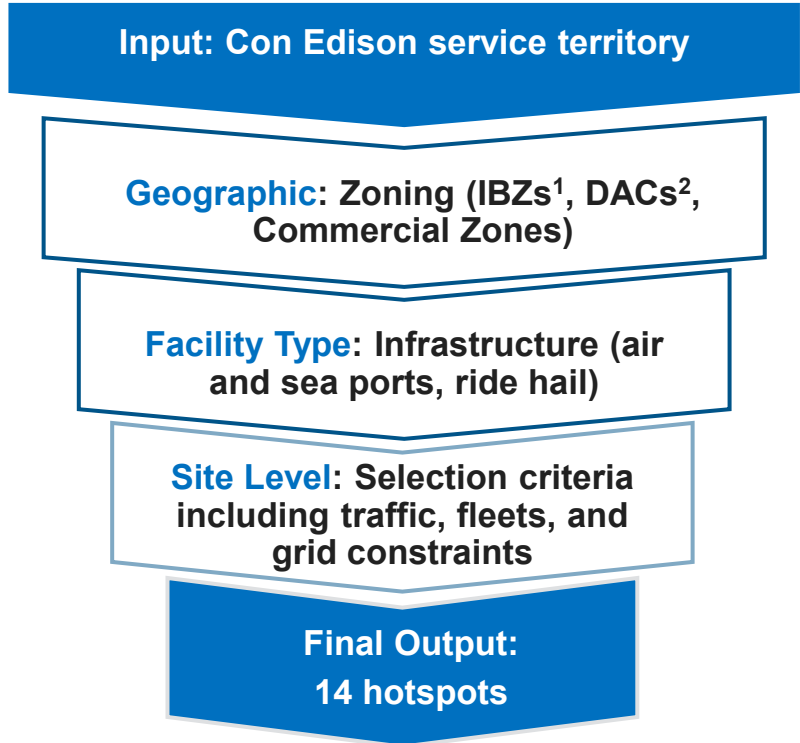 Input: Con Edison service territory
Geographic: Zoning (IBZs¹, DACs²,
Commercial Zones)
Facility Type: Infrastructure (air
and sea ports, ride hail)
Site Level: Selection criteria
including traffic, fleets, and
grid constraints
Final Output:
14 hotspots